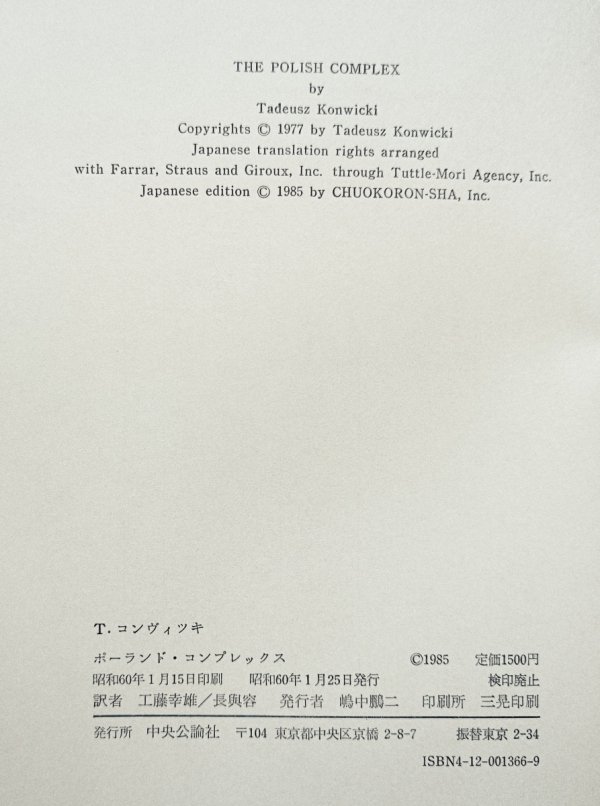 THE POLISH COMPLEX
by
Tadeusz Konwicki
Copyrights © 1977 by Tadeusz Konwicki
Japanese translation rights arranged
with Farrar, Straus and Giroux, Inc. through Tuttle-Mori Agency, Inc.
Japanese edition © 1985 by CHUOKORON-SHA, Inc.
T. コンヴィツキ
ポーランド・コンプレックス ©1985 定価1500円
昭和60年1月15日印刷 昭和60年1月25日発行 検印廃止
訳者 工藤幸雄／長與容 発行者 嶋中鵬二 印刷所 三晃印刷
発行所 中央公論社 〒104 東京都中央区京橋 2-8-7 振替東京 2-34
ISBN4-12-001366-9